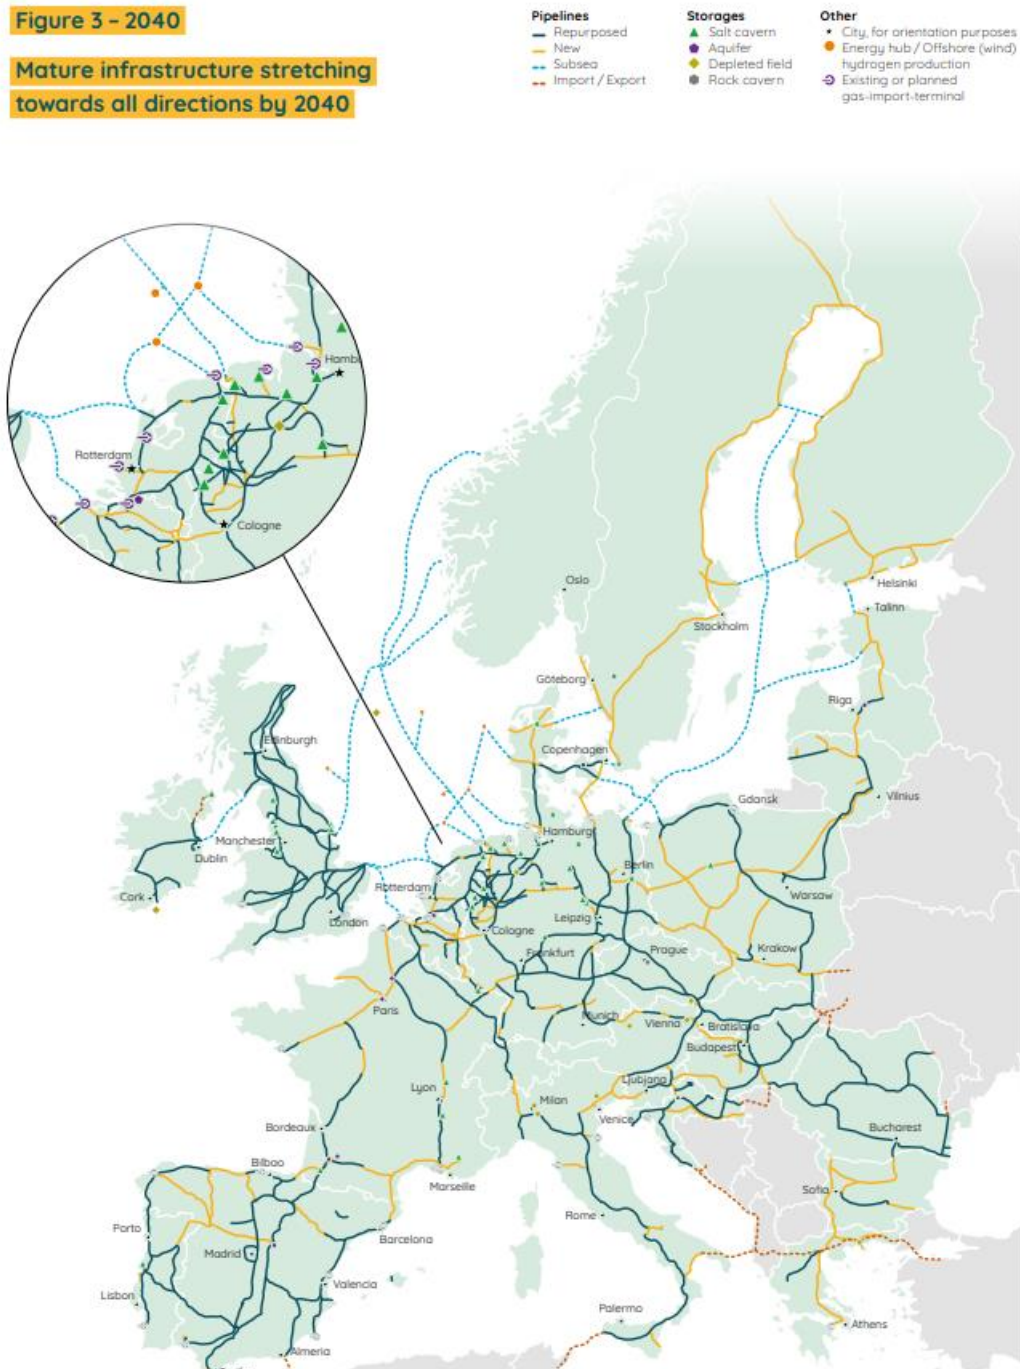 Figure 3 – 2040
Mature infrastructure stretching
towards all directions by 2040
Pipelines
Repurposed
New
Subsea
Import / Export
Storages
Salt cavern
Aquifer
Depleted field
Rock cavern
Other
City, for orientation purposes
Energy hub / Offshore (wind)
hydrogen production
Existing or planned
gas-import-terminal
Hambu
Rotterdam
Cologne
Oslo
Helsinki
Talinn
Stockholm
Göteborg
Riga
Copenhagen
Edinburgh
Gdansk
Vilnius
Hamburg
Manchester
Dublin
Berlin
Cork
Rotterdam
Warsaw
London
Leipzig
Cologne
Frankfurt
Prague
Krakow
Paris
Munich
Vienna
Bratislava
Budapest
Lyon
Ljubjana
Milan
Venice
Bordeaux
Bucharest
Bilbao
Marseille
Sofia
Porto
Rome
Barcelona
Madrid
Valencia
Lisbon
Palermo
Athens
Almeria